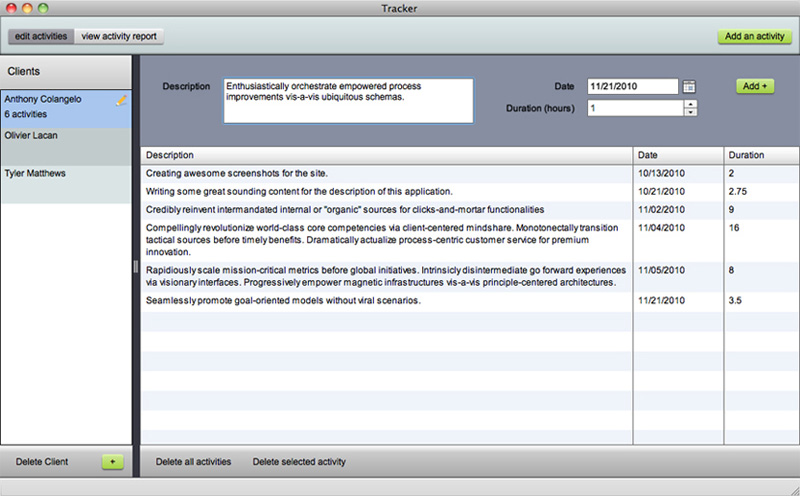 Tracker
edit activities view activity report Add an activity
Clients
Anthony Colangelo
6 activities
Olivier Lacan
Tyler Matthews
Description
Enthusiastically orchestrate empowered process
improvements vis-a-vis ubiquitous schemas.
Date 11/21/2010
Duration (hours) 1
Add +
Description Date Duration
Creating awesome screenshots for the site. 10/13/2010 2
Writing some great sounding content for the description of this application. 10/21/2010 2.75
Credibly reinvent intermandated internal or "organic" sources for clicks-and-mortar functionalities 11/02/2010 9
Compellingly revolutionize world-class core competencies via client-centered mindshare. Monotonectally transition 11/04/2010 16
tactical sources before timely benefits. Dramatically actualize process-centric customer service for premium
innovation.
Rapidiously scale mission-critical metrics before global initiatives. Intrinsicly disintermediate go forward experiences 11/05/2010 8
via visionary interfaces. Progressively empower magnetic infrastructures vis-a-vis principle-centered architectures.
Seamlessly promote goal-oriented models without viral scenarios. 11/21/2010 3.5
Delete Client + Delete all activities Delete selected activity